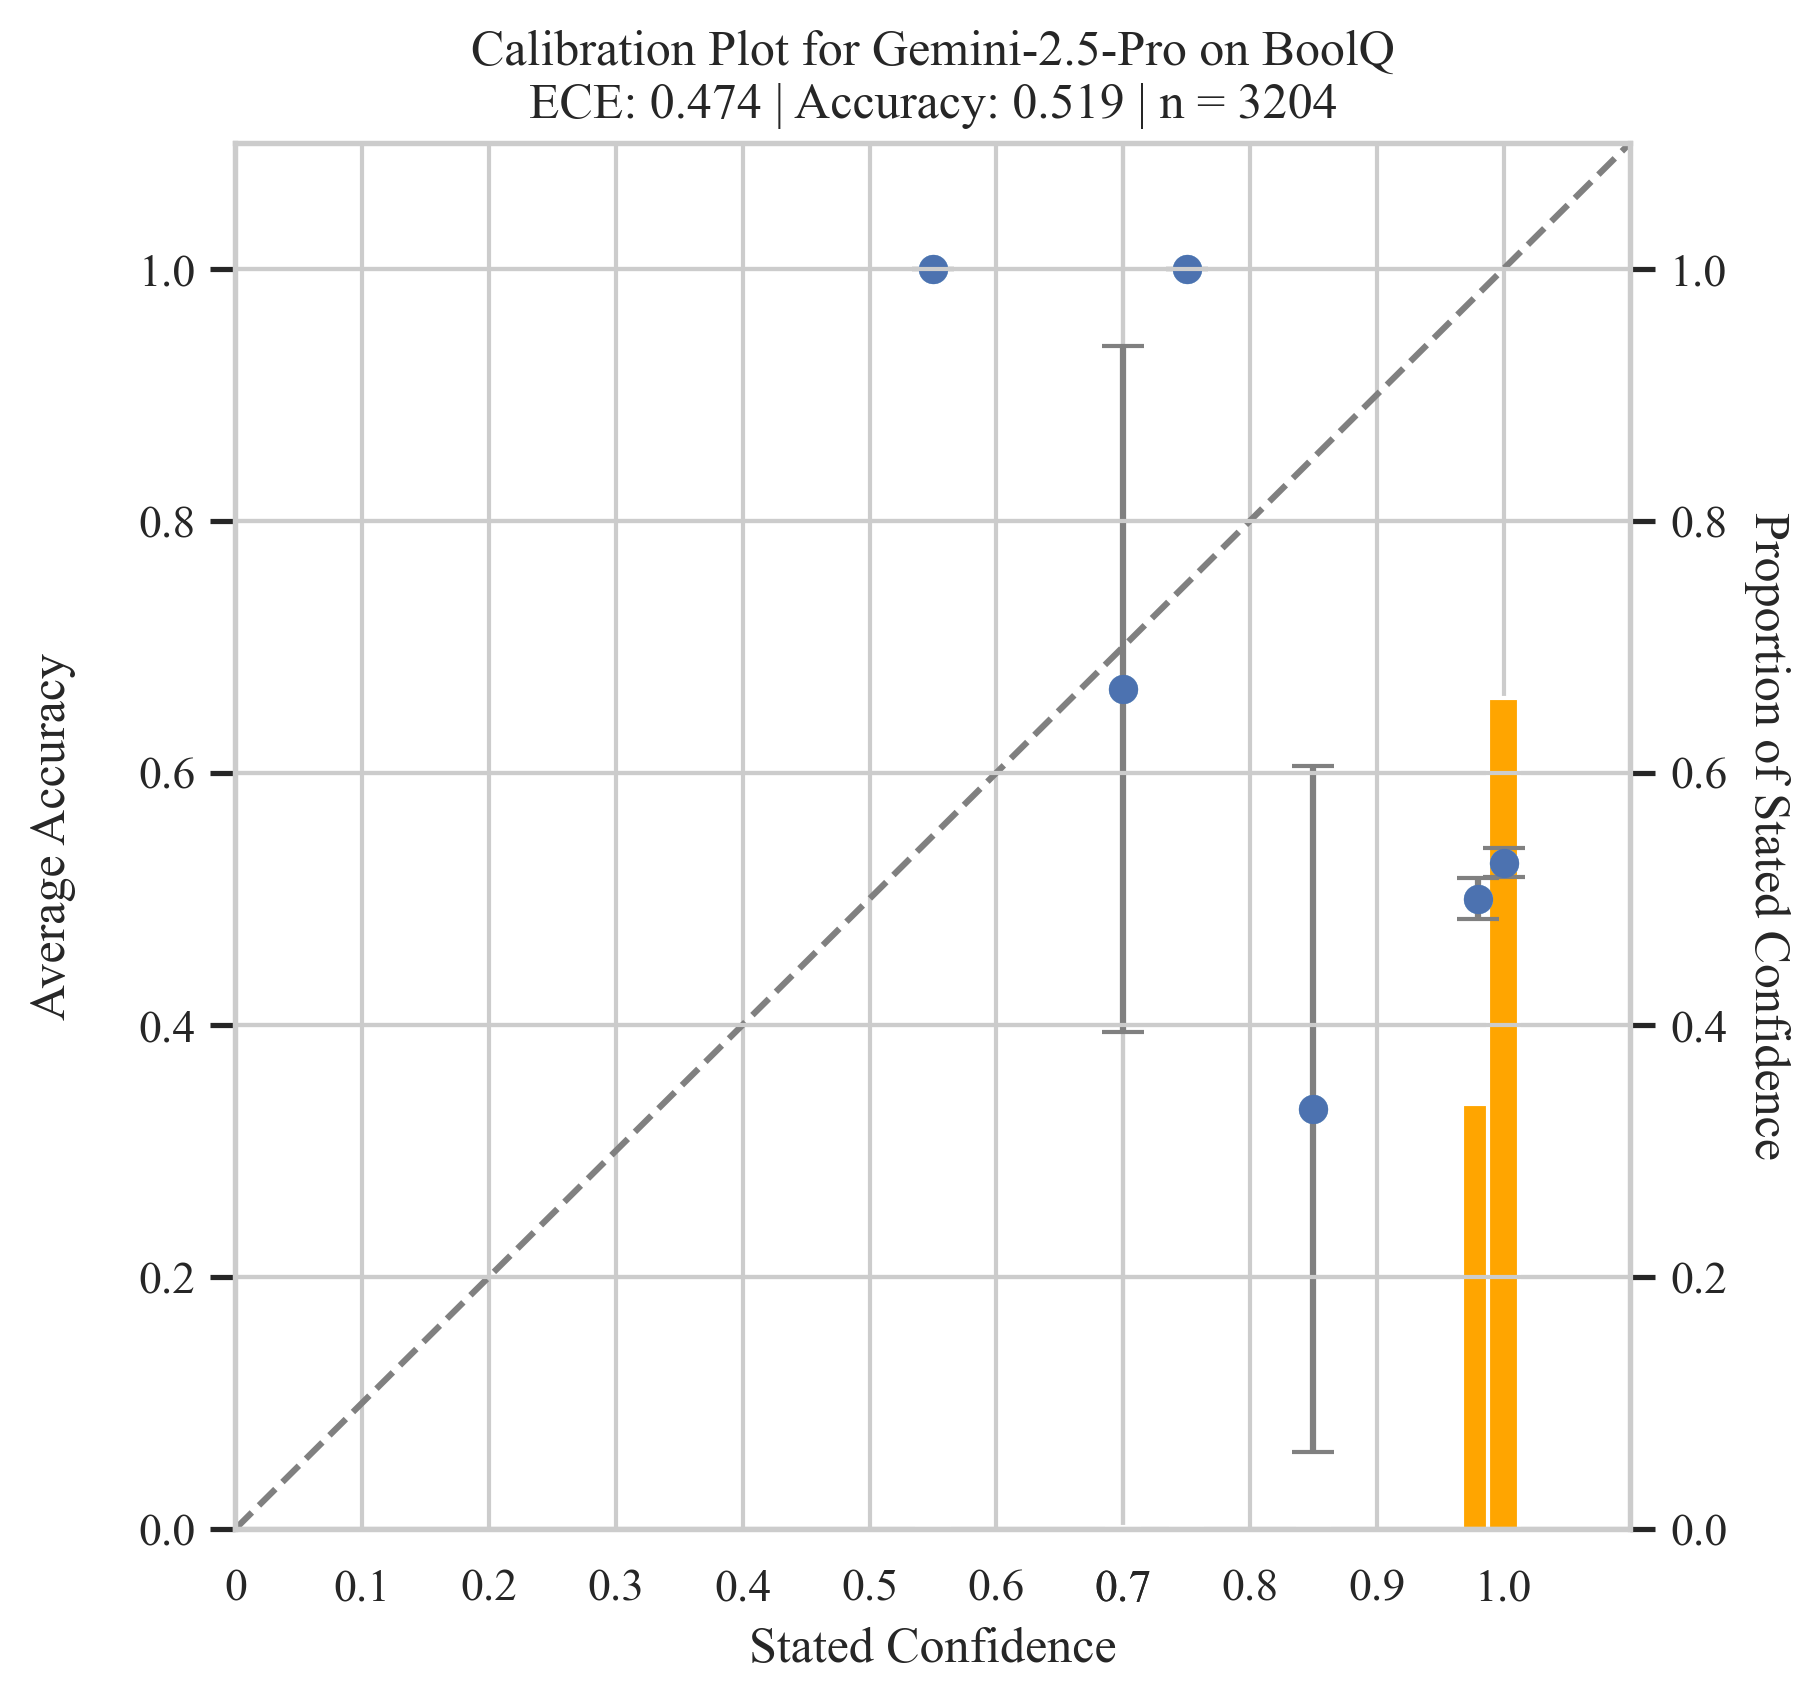 Calibration Plot for Gemini-2.5-Pro on BoolQ
ECE: 0.474 | Accuracy: 0.519 | n = 3204
Average Accuracy
1.0
0.8
0.6
0.4
0.2
0.0
0 0.1 0.2 0.3 0.4 0.5 0.6 0.7 0.8 0.9 1.0
Stated Confidence
1.0
0.8
0.6
0.4
0.2
0.0
Proportion of Stated Confidence